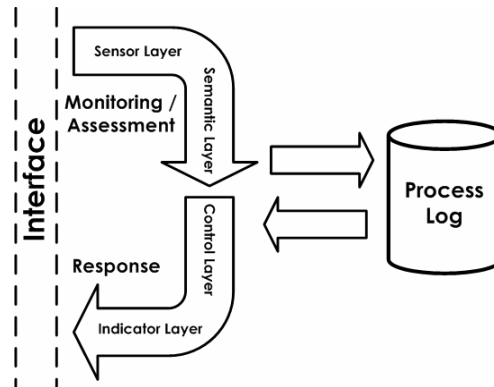 Sensor Layer
Semantic Layer
Monitoring /
Assessment
Interface
Process
Log
Control Layer
Response
Indicator Layer